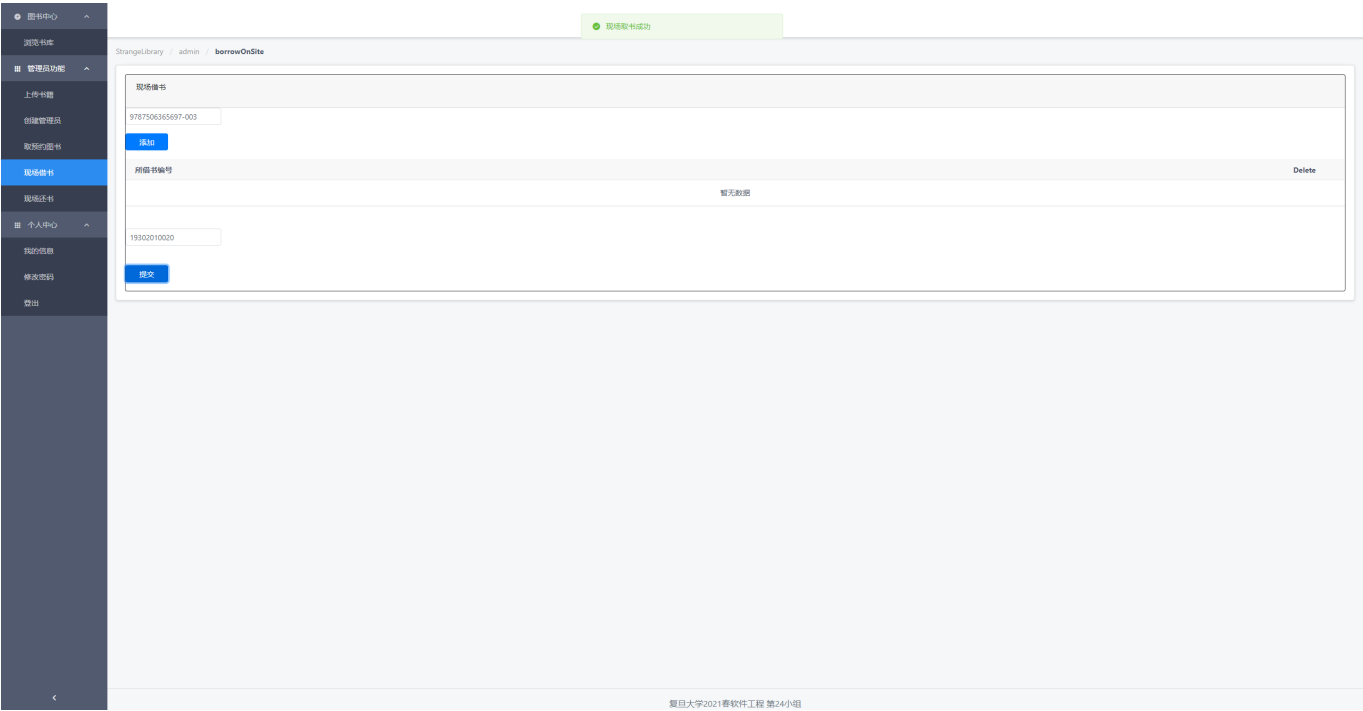 图书中心
浏览书库
管理员功能
上传书籍
创建管理员
取预约图书
现场借书
现场还书
个人中心
我的信息
修改密码
登出
现场取书成功
StrangeLibrary / admin / borrowOnSite
现场借书
9787506365697-003
添加
所借书编号 Delete
暂无数据
19302010020
提交
复旦大学2021春软件工程 第24小组